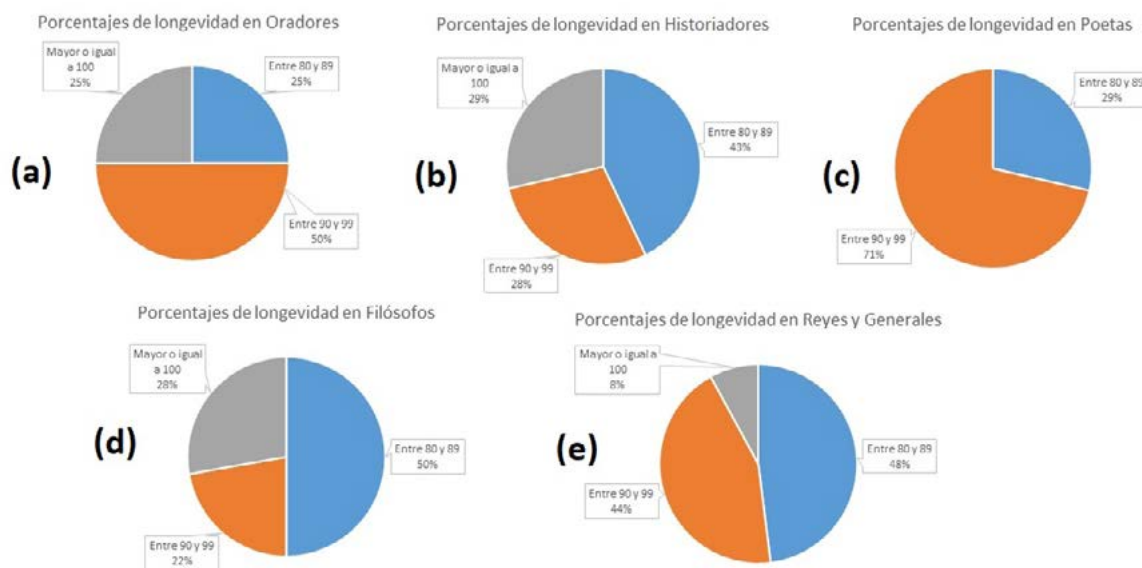 Porcentajes de longevidad en Oradores
Mayor o igual
a 100
25%
Entre 80 y 89
25%
Entre 90 y 99
50%
(a)
Porcentajes de longevidad en Historiadores
Mayor o igual a
100
29%
Entre 80 y 89
43%
Entre 90 y 99
28%
(b)
Porcentajes de longevidad en Poetas
Entre 80 y 89
29%
Entre 90 y 99
71%
(c)
Porcentajes de longevidad en Filósofos
Mayor o igual
a 100
28%
Entre 80 y 89
50%
Entre 90 y 99
22%
(d)
Porcentajes de longevidad en Reyes y Generales
Mayor o igual a
100
8%
Entre 80 y 89
48%
Entre 90 y 99
44%
(e)